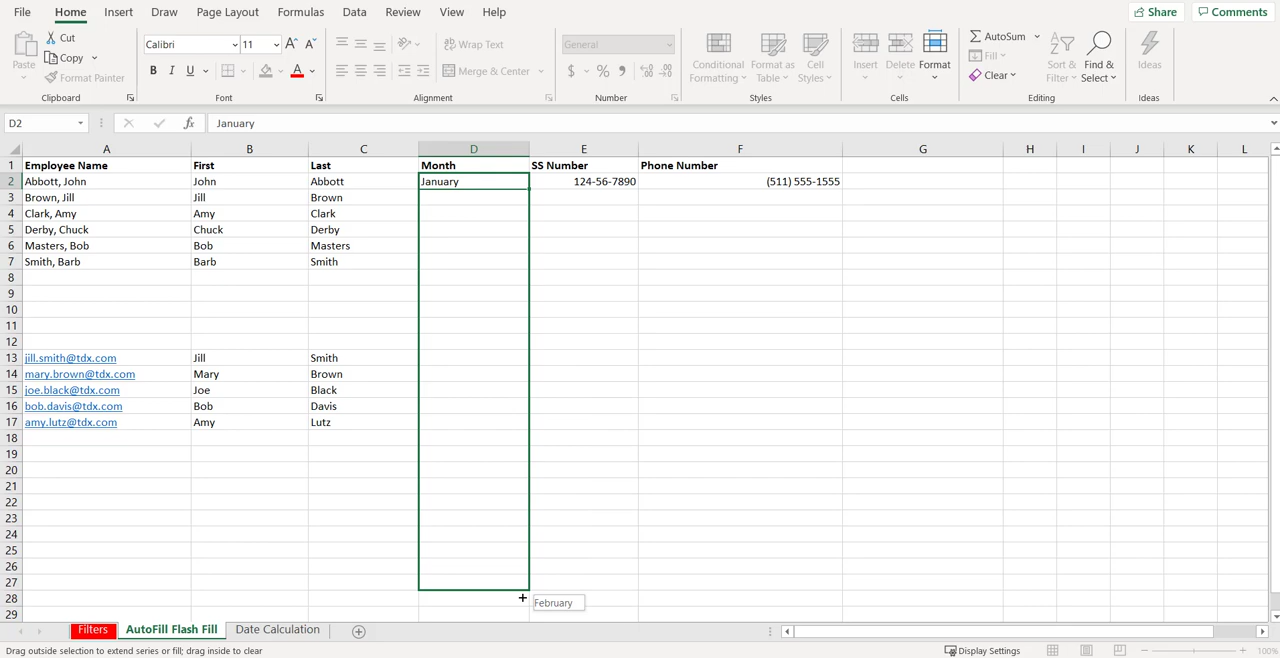 File Home Insert Draw Page Layout Formulas Data Review View Help Share Comments
Paste Cut Copy Format Painter Clipboard
Calibri 11 A A B I U A Font
Wrap Text Merge & Center Alignment
General $ % Number
Conditional Formatting Format as Table Cell Styles Styles
Insert Delete Format Cells
AutoSum Fill Clear Sort & Filter Find & Select Editing
Ideas Ideas
D2 fx January
A B C D E F G H I J K L
1 Employee Name First Last Month SS Number Phone Number
2 Abbott, John John Abbott January 124-56-7890 (511) 555-1555
3 Brown, Jill Jill Brown
4 Clark, Amy Amy Clark
5 Derby, Chuck Chuck Derby
6 Masters, Bob Bob Masters
7 Smith, Barb Barb Smith
8
9
10
11
12
13 jill.smith@tdx.com Jill Smith
14 mary.brown@tdx.com Mary Brown
15 joe.black@tdx.com Joe Black
16 bob.davis@tdx.com Bob Davis
17 amy.lutz@tdx.com Amy Lutz
18
19
20
21
22
23
24
25
26
27
28 February
29
Filters AutoFill Flash Fill Date Calculation
Drag outside selection to extend series or fill; drag inside to clear Display Settings 100%